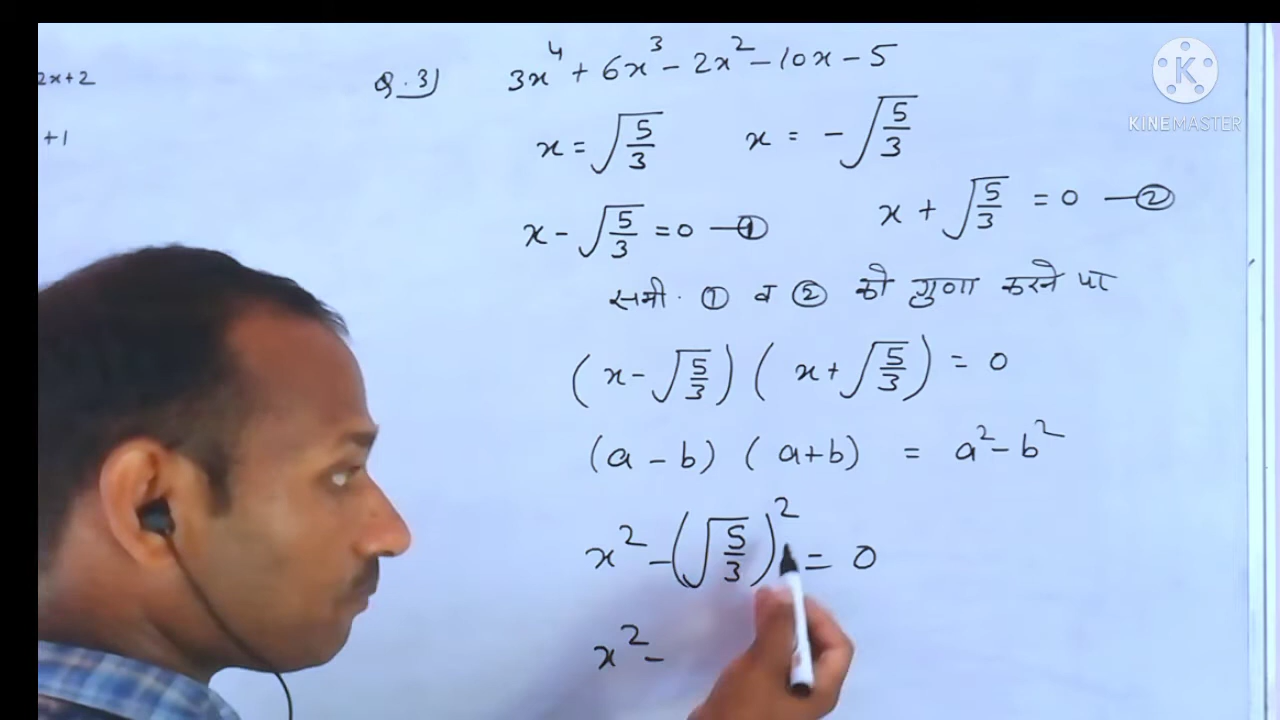 2x+2
+1
Q.3) 3x⁴ + 6x³ - 2x² - 10x - 5
x = √5/3 x = -√5/3
x - √5/3 = 0 —① x + √5/3 = 0 —②
समी. ① व ② को गुणा करने पर
(x - √5/3) (x + √5/3) = 0
(a - b) (a+b) = a² - b²
x² - (√5/3)² = 0
x² -
KINEMASTER